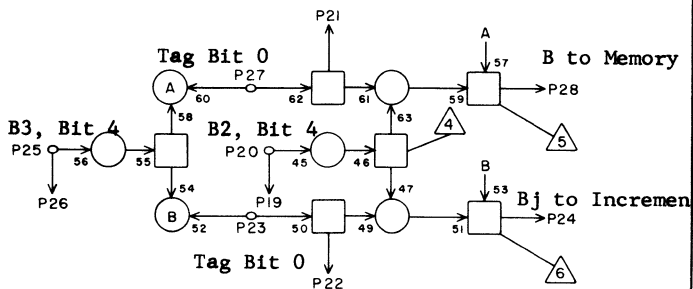 P21
A
Tag Bit 0
B to Memory
P27
57
A
60
62
61
59
P28
58
63
4
B3, Bit 4
B2, Bit 4
5
P25
56
55
P20
45
46
54
47
B
P26
P19
53
Bj to Incremen
B
52
P23
50
49
51
P24
Tag Bit 0
P22
6